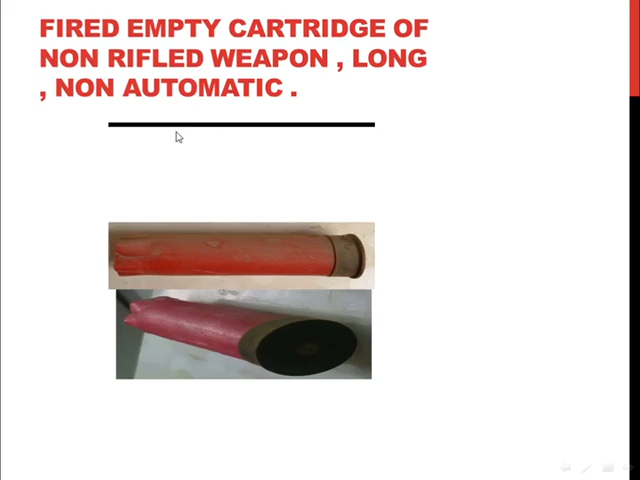 FIRED EMPTY CARTRIDGE OF
NON RIFLED WEAPON , LONG
, NON AUTOMATIC .